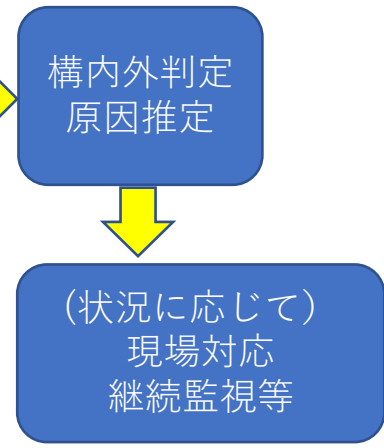 構内外判定
原因推定
(状況に応じて)
現場対応
継続監視等